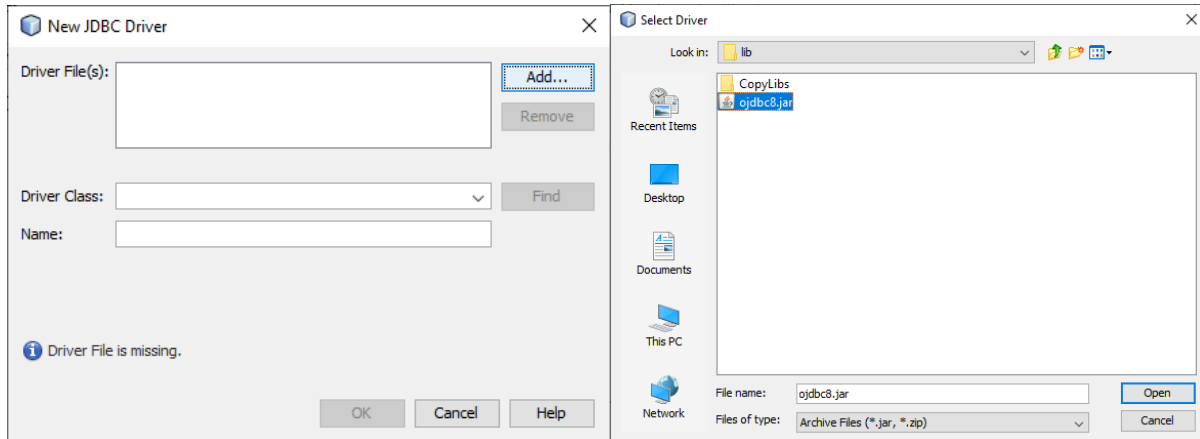 New JDBC Driver
Driver File(s):
Add...
Remove
Driver Class:
Find
Name:
Driver File is missing.
OK
Cancel
Help
Select Driver
Look in:
lib
CopyLibs
ojdbc8.jar
Recent Items
Desktop
Documents
This PC
Network
File name:
ojdbc8.jar
Open
Files of type:
Archive Files (*.jar, *.zip)
Cancel